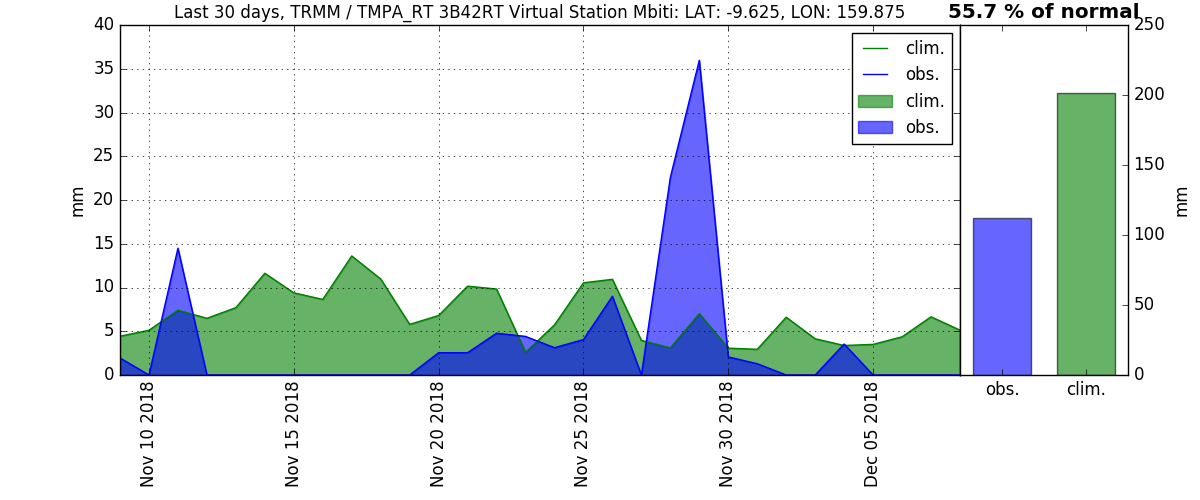 Last 30 days, TRMM / TMPA_RT 3B42RT Virtual Station Mbiti: LAT: -9.625, LON: 159.875
55.7 % of normal
40
35
30
25
20
15
10
5
0
mm
clim.
obs.
clim.
obs.
250
200
150
100
50
0
mm
obs.
clim.
Nov 10 2018
Nov 15 2018
Nov 20 2018
Nov 25 2018
Nov 30 2018
Dec 05 2018